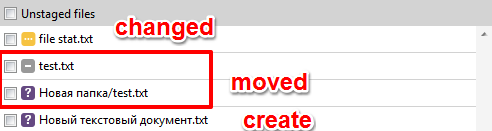 Unstaged files
changed
file stat.txt
test.txt
moved
Новая папка/test.txt
Новый текстовый документ.txt
create